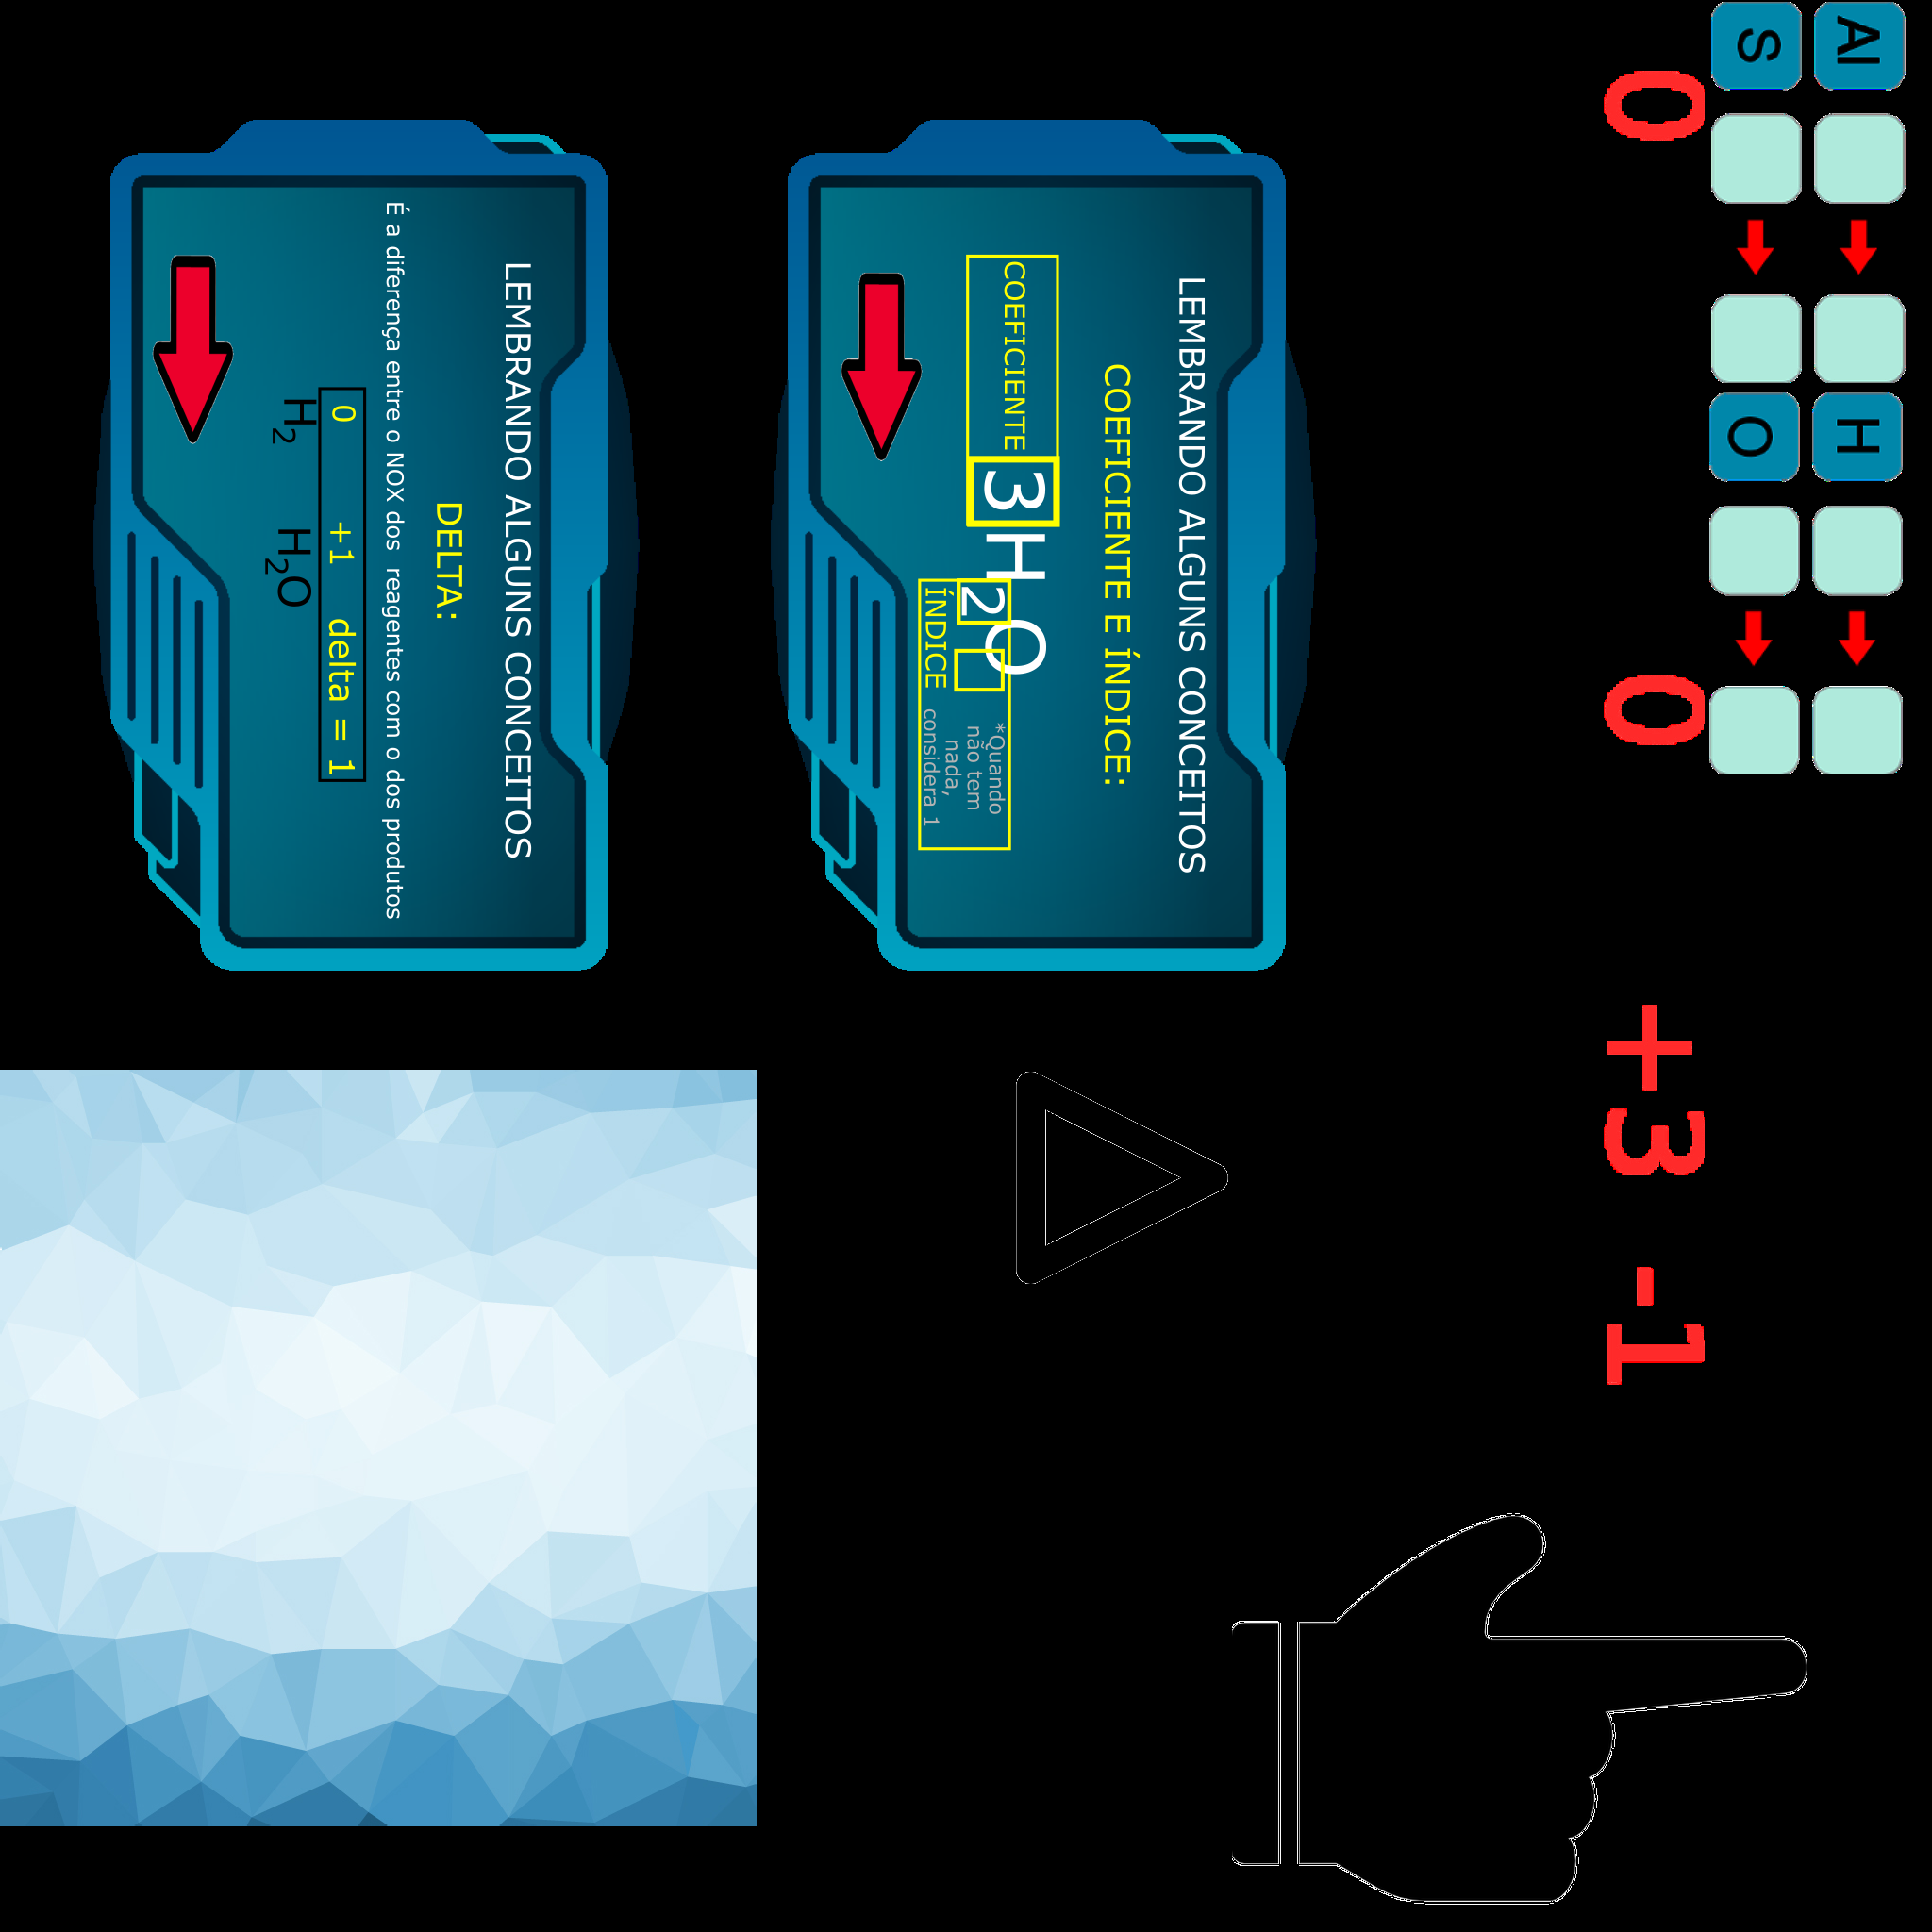 LEMBRANDO ALGUNS CONCEITOS
DELTA:
É a diferença entre o NOX dos reagentes com o dos produtos
0 +1 delta = 1
H₂ H₂O
LEMBRANDO ALGUNS CONCEITOS
COEFICIENTE E ÍNDICE:
COEFICIENTE 3H₂O
ÍNDICE
*Quando
não tem
nada,
considera 1
Al H
S O
0 0
+3 -1